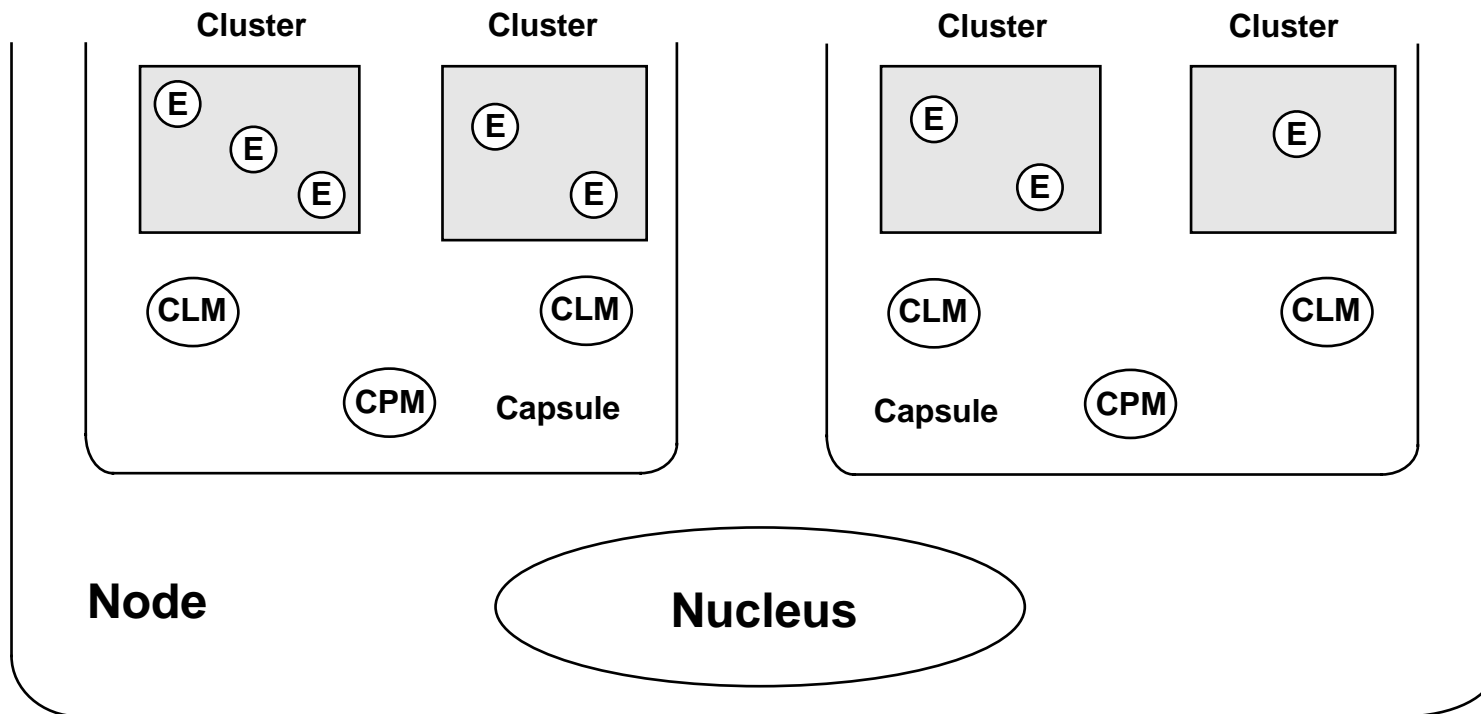 Cluster Cluster Cluster Cluster
E E E E
E E
E E
CLM CLM CLM CLM
CPM Capsule Capsule CPM
Node Nucleus